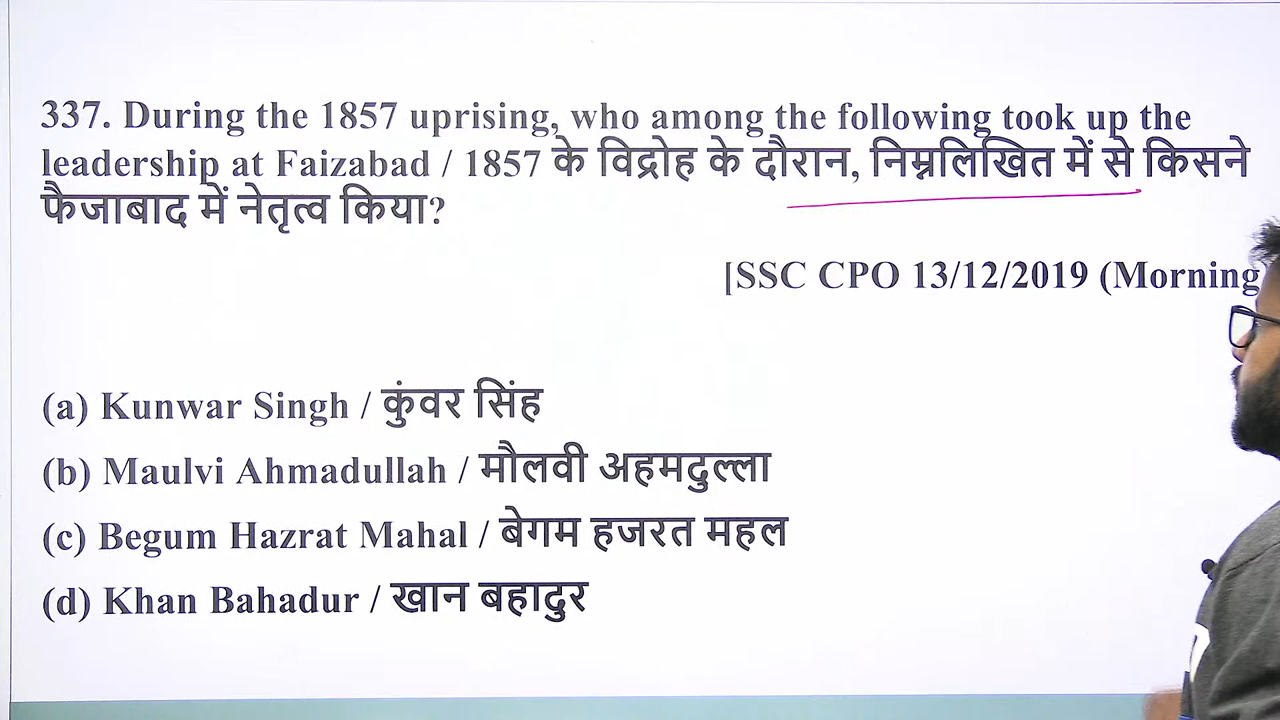 337. During the 1857 uprising, who among the following took up the
leadership at Faizabad / 1857 के विद्रोह के दौरान, निम्नलिखित में से किसने
फैजाबाद में नेतृत्व किया?
[SSC CPO 13/12/2019 (Morning)
(a) Kunwar Singh / कुंवर सिंह
(b) Maulvi Ahmadullah / मौलवी अहमदुल्ला
(c) Begum Hazrat Mahal / बेगम हजरत महल
(d) Khan Bahadur / खान बहादुर